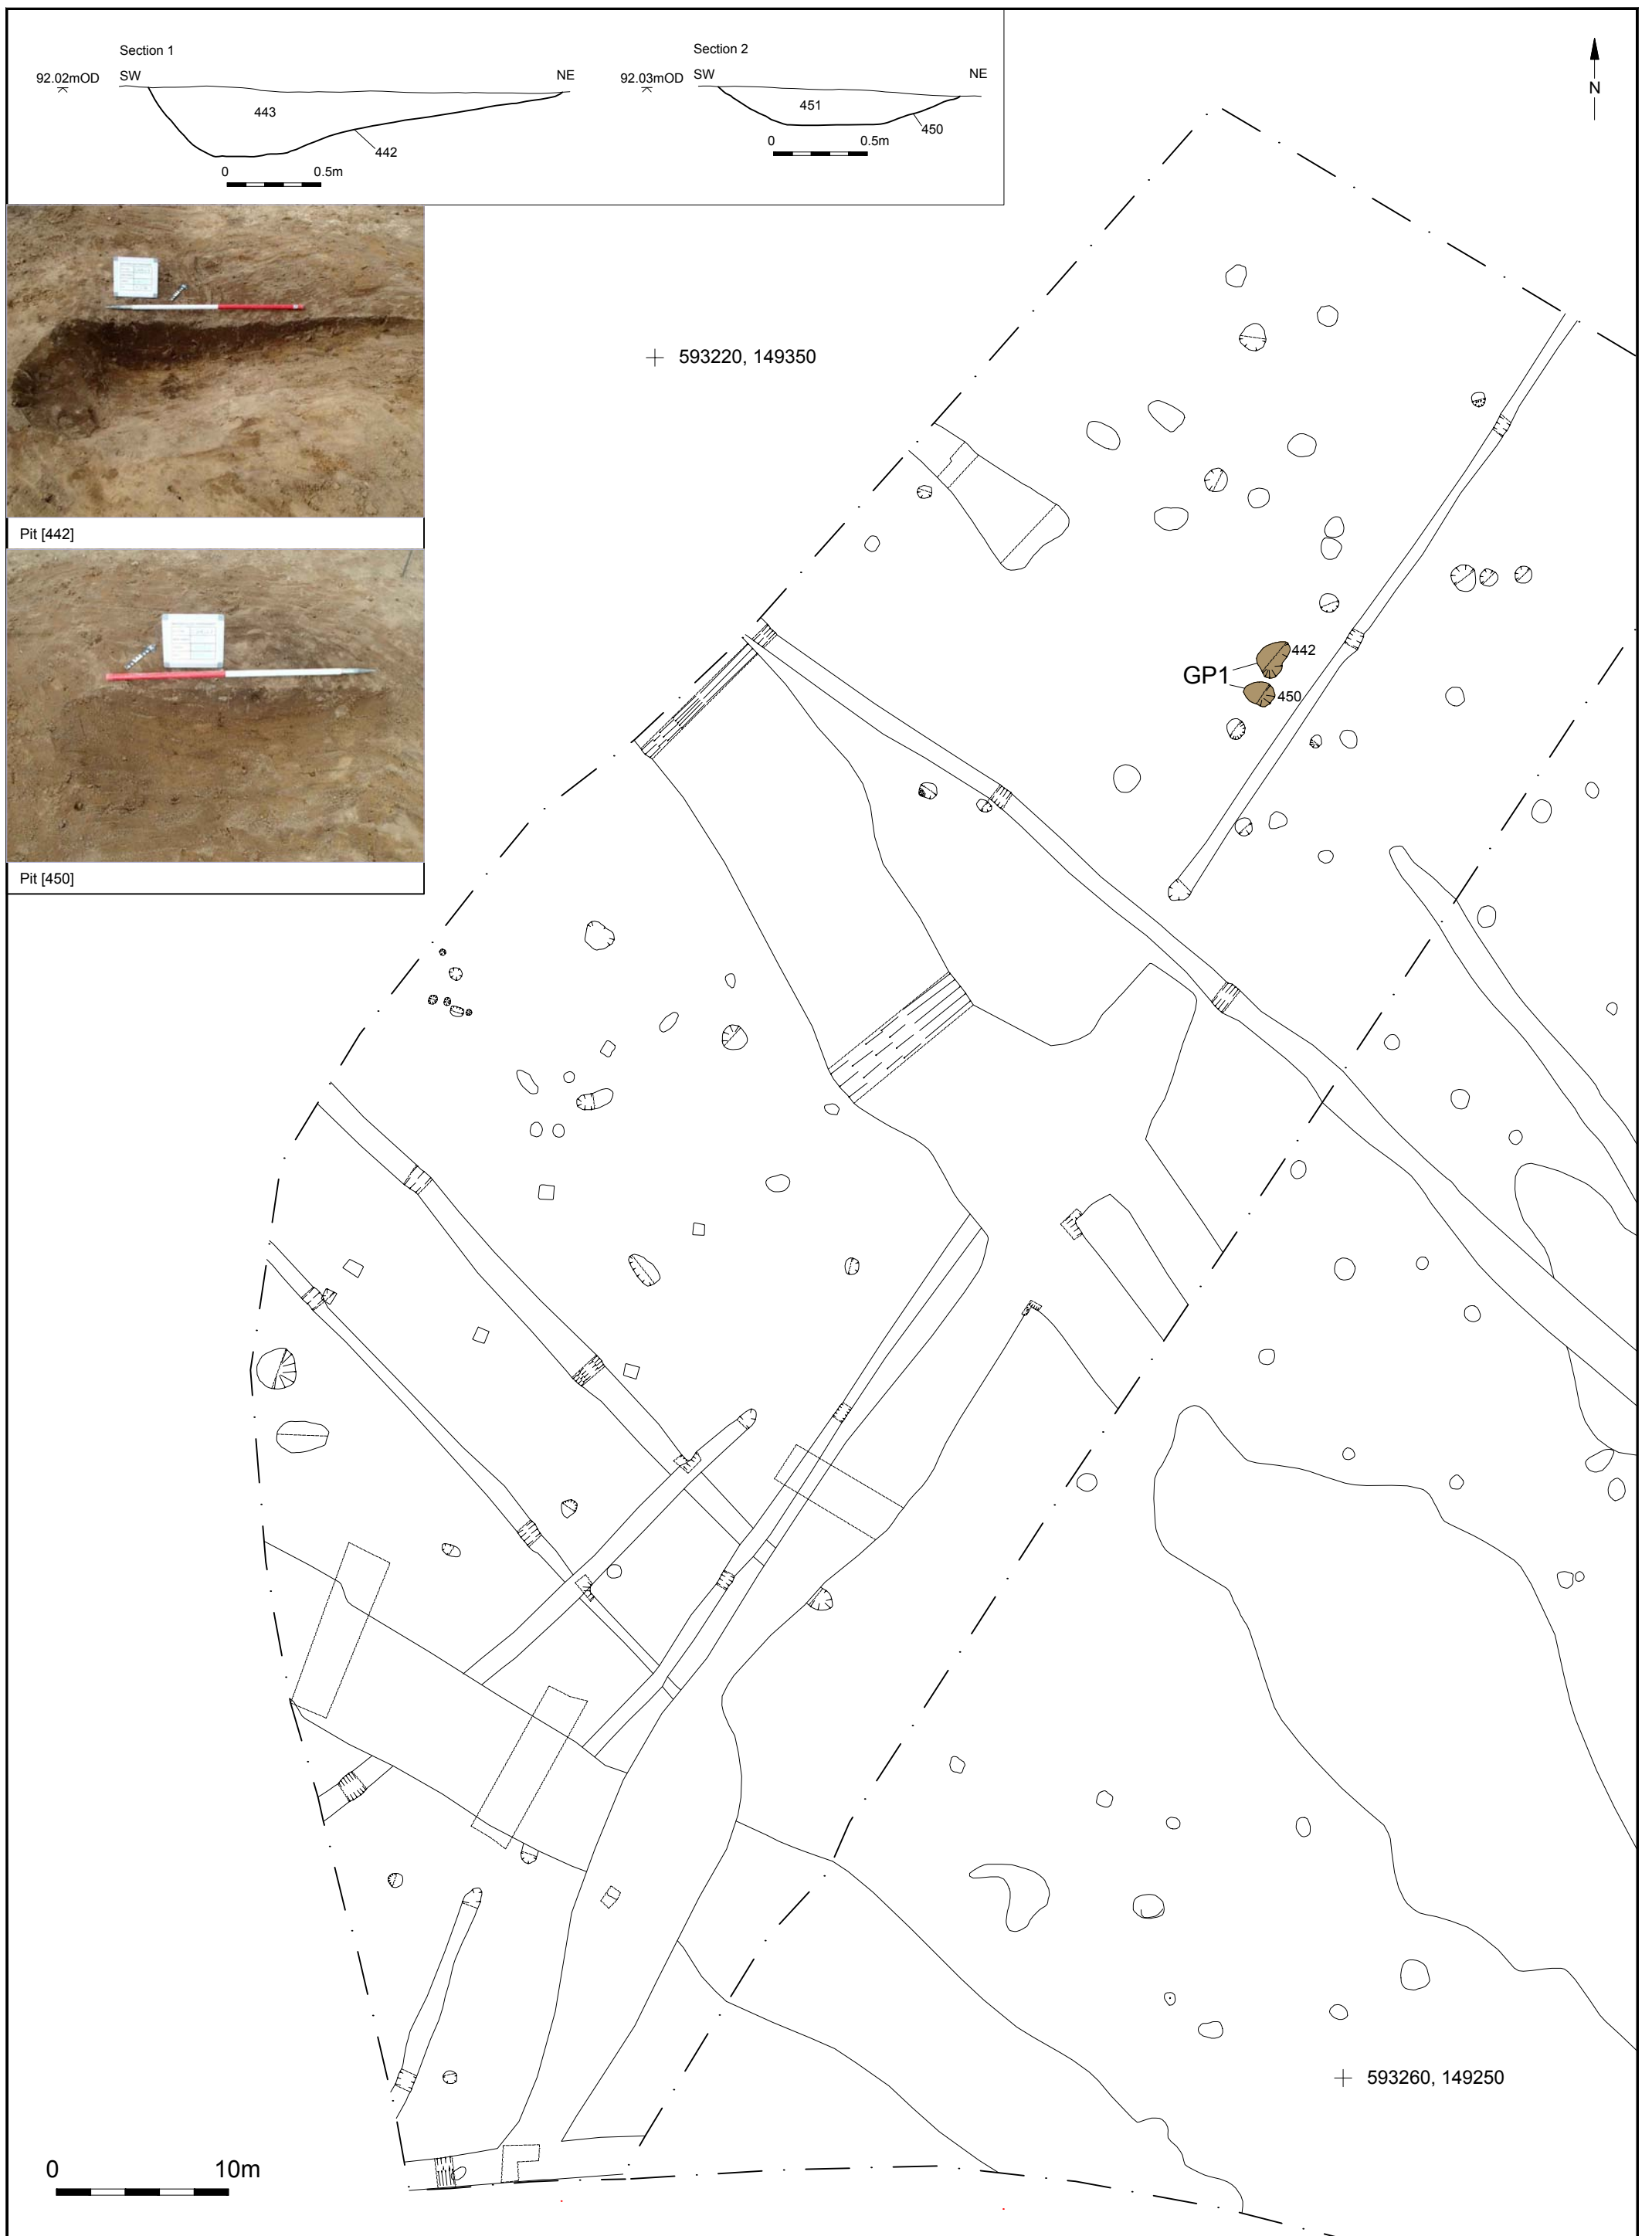 Section 1
92.02mOD SW NE
443
442
0 0.5m
Section 2
92.03mOD SW NE
451
450
0 0.5m
N
Pit [442]
Pit [450]
593220, 149350
442
GP1
450
593260, 149250
0 10m